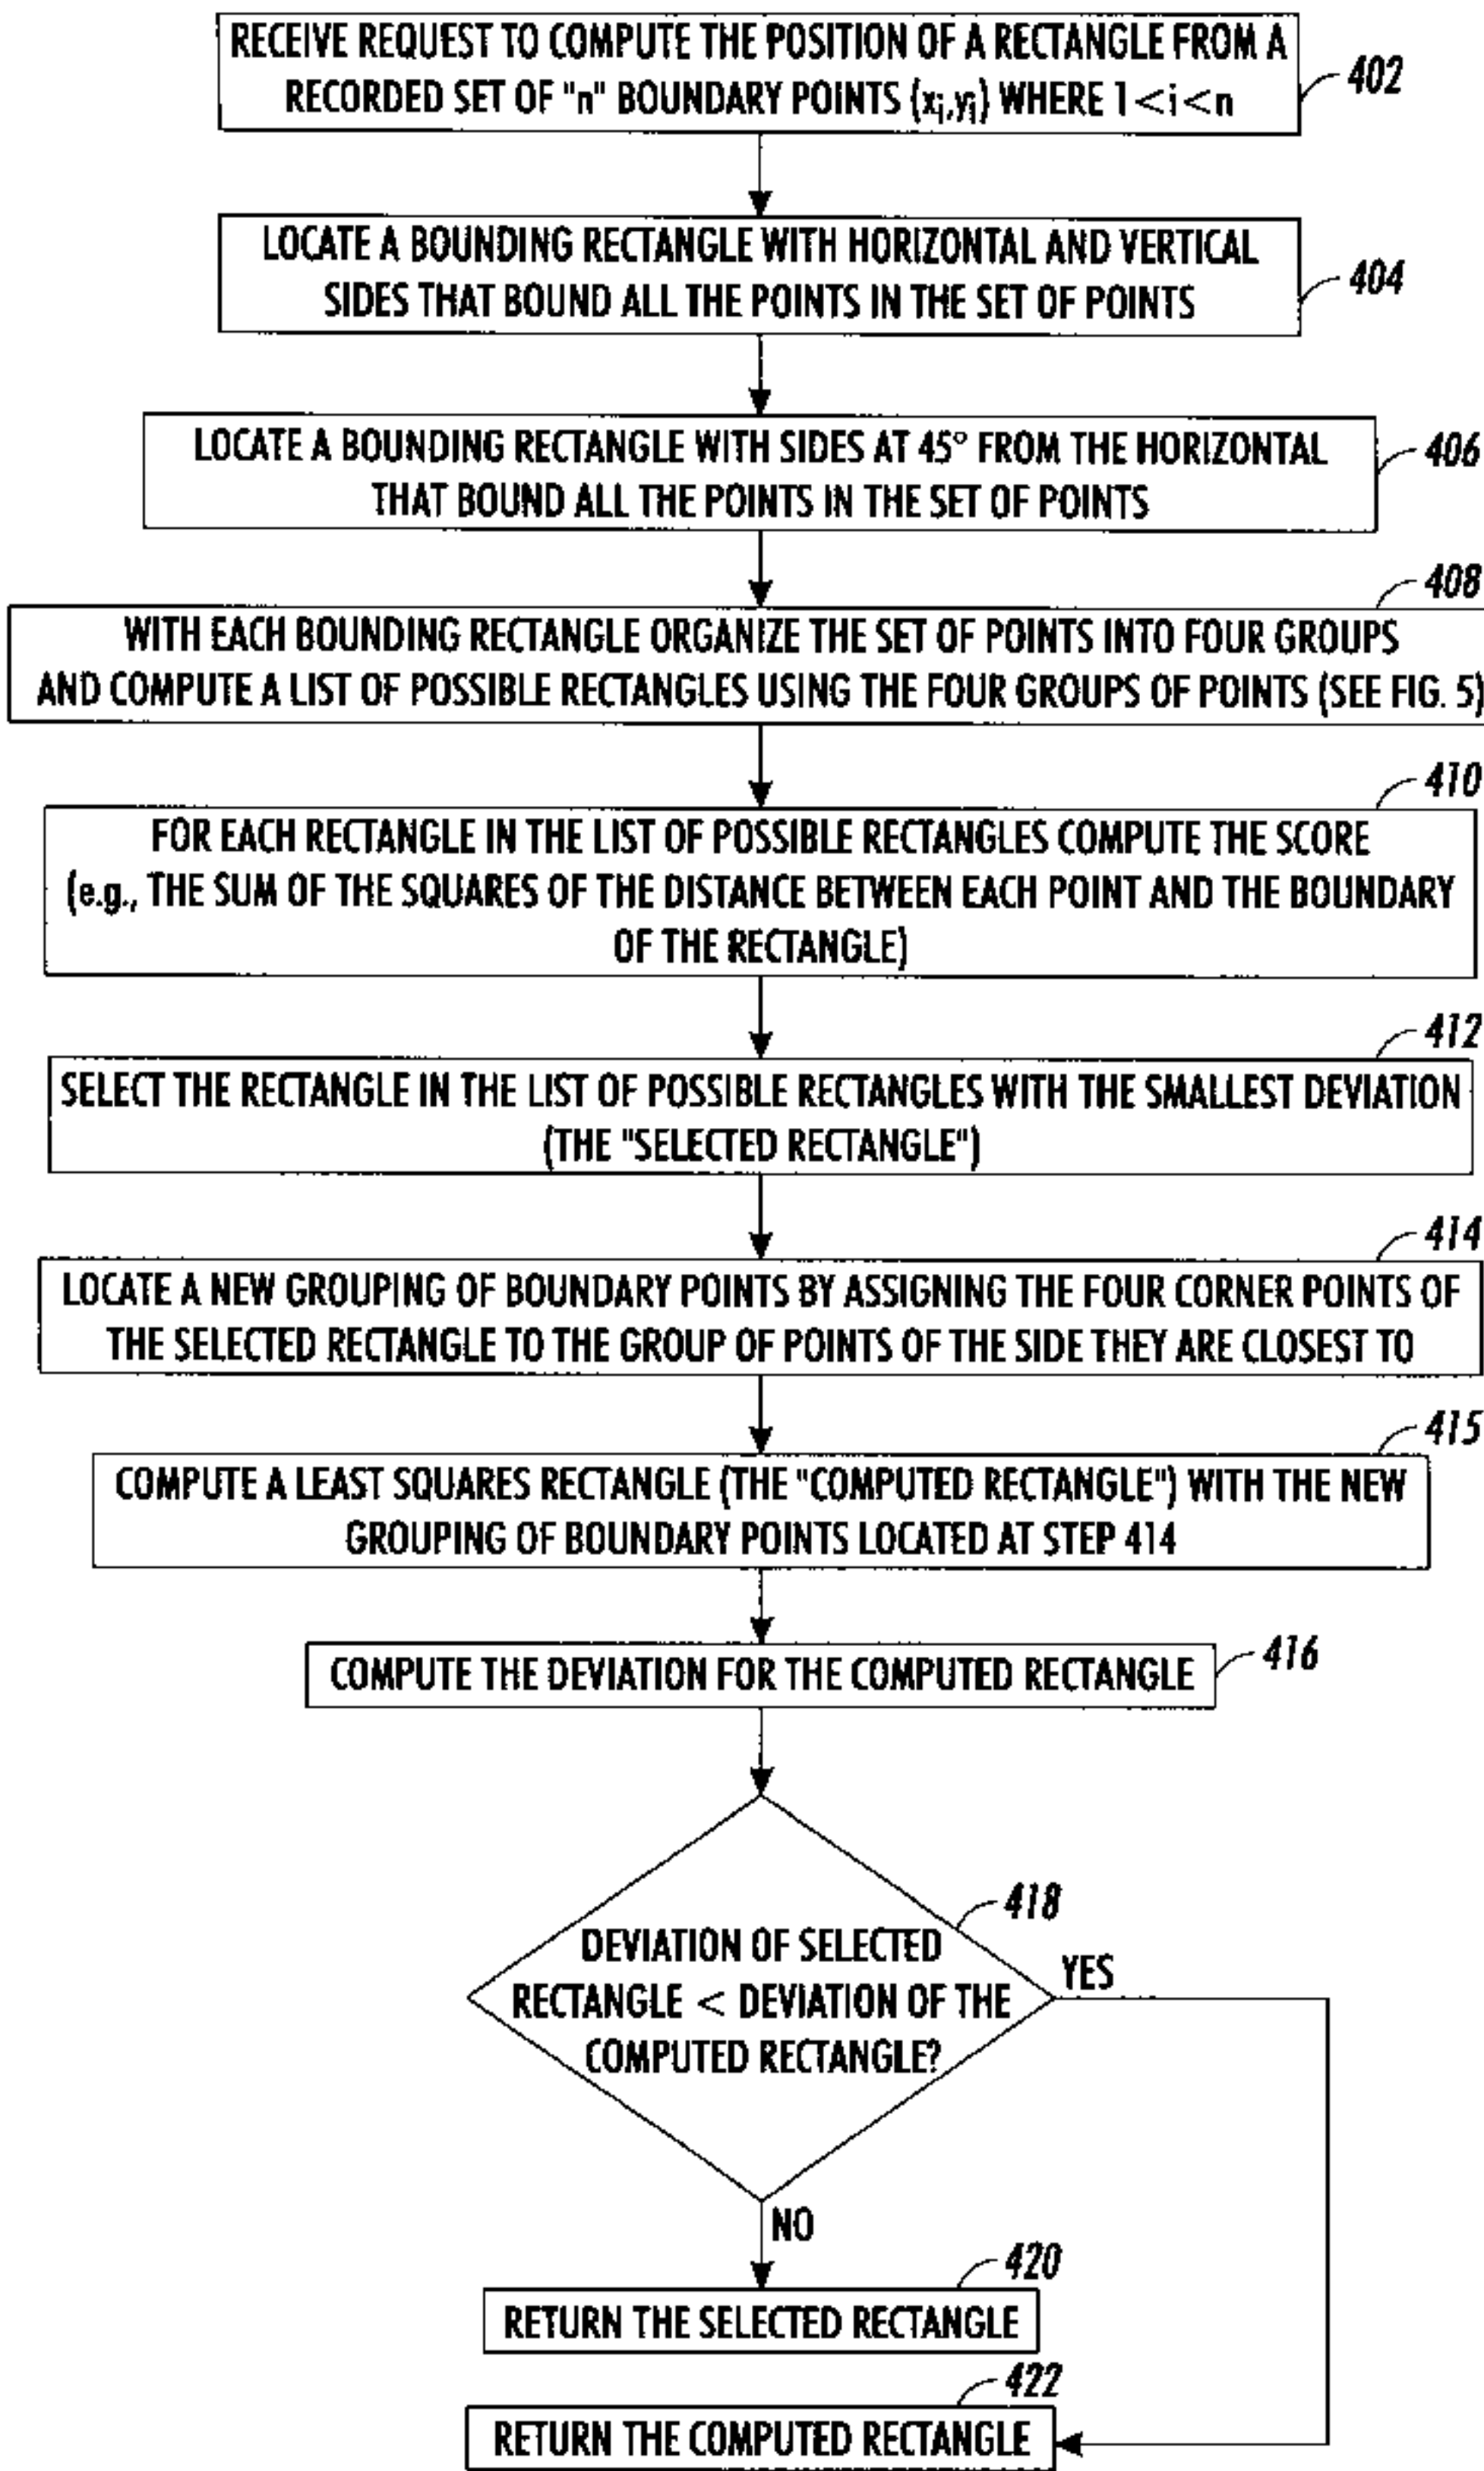 RECEIVE REQUEST TO COMPUTE THE POSITION OF A RECTANGLE FROM A
RECORDED SET OF "n" BOUNDARY POINTS (xi,yi) WHERE 1<i<n
402
LOCATE A BOUNDING RECTANGLE WITH HORIZONTAL AND VERTICAL
SIDES THAT BOUND ALL THE POINTS IN THE SET OF POINTS
404
LOCATE A BOUNDING RECTANGLE WITH SIDES AT 45° FROM THE HORIZONTAL
THAT BOUND ALL THE POINTS IN THE SET OF POINTS
406
408
WITH EACH BOUNDING RECTANGLE ORGANIZE THE SET OF POINTS INTO FOUR GROUPS
AND COMPUTE A LIST OF POSSIBLE RECTANGLES USING THE FOUR GROUPS OF POINTS (SEE FIG. 5)
410
FOR EACH RECTANGLE IN THE LIST OF POSSIBLE RECTANGLES COMPUTE THE SCORE
(e.g., THE SUM OF THE SQUARES OF THE DISTANCE BETWEEN EACH POINT AND THE BOUNDARY
OF THE RECTANGLE)
412
SELECT THE RECTANGLE IN THE LIST OF POSSIBLE RECTANGLES WITH THE SMALLEST DEVIATION
(THE "SELECTED RECTANGLE")
414
LOCATE A NEW GROUPING OF BOUNDARY POINTS BY ASSIGNING THE FOUR CORNER POINTS OF
THE SELECTED RECTANGLE TO THE GROUP OF POINTS OF THE SIDE THEY ARE CLOSEST TO
415
COMPUTE A LEAST SQUARES RECTANGLE (THE "COMPUTED RECTANGLE") WITH THE NEW
GROUPING OF BOUNDARY POINTS LOCATED AT STEP 414
COMPUTE THE DEVIATION FOR THE COMPUTED RECTANGLE
416
418
DEVIATION OF SELECTED
RECTANGLE < DEVIATION OF THE
COMPUTED RECTANGLE?
YES
NO
420
RETURN THE SELECTED RECTANGLE
422
RETURN THE COMPUTED RECTANGLE